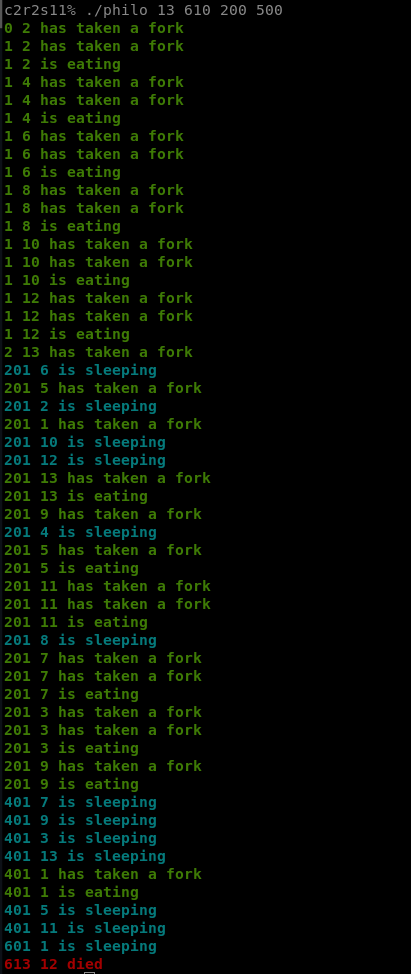 c2r2s11% ./philo 13 610 200 500
0 2 has taken a fork
1 2 has taken a fork
1 2 is eating
1 4 has taken a fork
1 4 has taken a fork
1 4 is eating
1 6 has taken a fork
1 6 has taken a fork
1 6 is eating
1 8 has taken a fork
1 8 has taken a fork
1 8 is eating
1 10 has taken a fork
1 10 has taken a fork
1 10 is eating
1 12 has taken a fork
1 12 has taken a fork
1 12 is eating
2 13 has taken a fork
201 6 is sleeping
201 5 has taken a fork
201 2 is sleeping
201 1 has taken a fork
201 10 is sleeping
201 12 is sleeping
201 13 has taken a fork
201 13 is eating
201 9 has taken a fork
201 4 is sleeping
201 5 has taken a fork
201 5 is eating
201 11 has taken a fork
201 11 has taken a fork
201 11 is eating
201 8 is sleeping
201 7 has taken a fork
201 7 has taken a fork
201 7 is eating
201 3 has taken a fork
201 3 has taken a fork
201 3 is eating
201 9 has taken a fork
201 9 is eating
401 7 is sleeping
401 9 is sleeping
401 3 is sleeping
401 13 is sleeping
401 1 has taken a fork
401 1 is eating
401 5 is sleeping
401 11 is sleeping
601 1 is sleeping
613 12 died